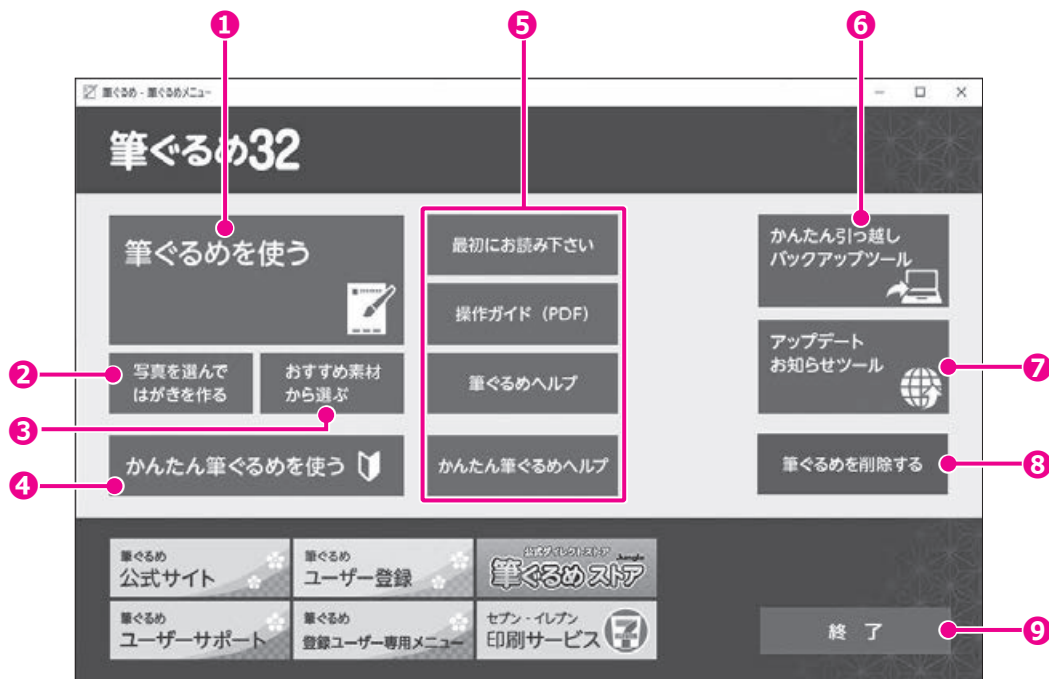 ❶
❺
❻
筆ぐるめ - 筆ぐるめメニュー
筆ぐるめ32
筆ぐるめを使う
最初にお読み下さい
かんたん引っ越し
バックアップツール
操作ガイド（PDF）
❷
写真を選んで
はがきを作る
おすすめ素材
から選ぶ
筆ぐるめヘルプ
アップデート
お知らせツール
❼
❸
❹
かんたん筆ぐるめを使う
かんたん筆ぐるめヘルプ
筆ぐるめを削除する
❽
筆ぐるめ
公式サイト
筆ぐるめ
ユーザー登録
公式ダイレクトストア Jungle
筆ぐるめストア
筆ぐるめ
ユーザーサポート
筆ぐるめ
登録ユーザー専用メニュー
セブン‐イレブン
印刷サービス
終 了
❾